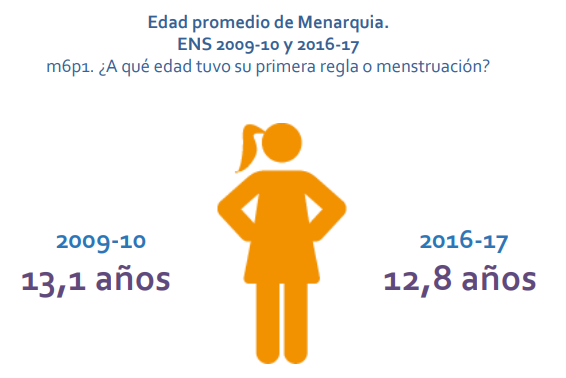 Edad promedio de Menarquia.
ENS 2009-10 y 2016-17
m6p1. ¿A qué edad tuvo su primera regla o menstruación?
2009-10
13,1 años
2016-17
12,8 años